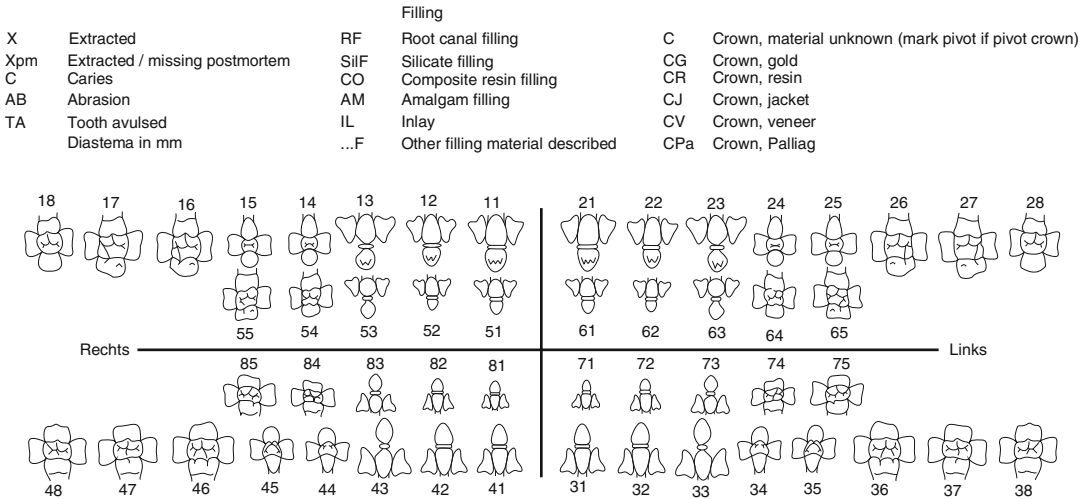 Filling
X Extracted RF Root canal filling C Crown, material unknown (mark pivot if pivot crown)
Xpm Extracted / missing postmortem SilF Silicate filling CG Crown, gold
C Caries CO Composite resin filling CR Crown, resin
AB Abrasion AM Amalgam filling CJ Crown, jacket
TA Tooth avulsed IL Inlay CV Crown, veneer
Diastema in mm ...F Other filling material described CPa Crown, Palliag
18 17 16 15 14 13 12 11 21 22 23 24 25 26 27 28
55 54 53 52 51 61 62 63 64 65
Rechts Links
85 84 83 82 81 71 72 73 74 75
48 47 46 45 44 43 42 41 31 32 33 34 35 36 37 38